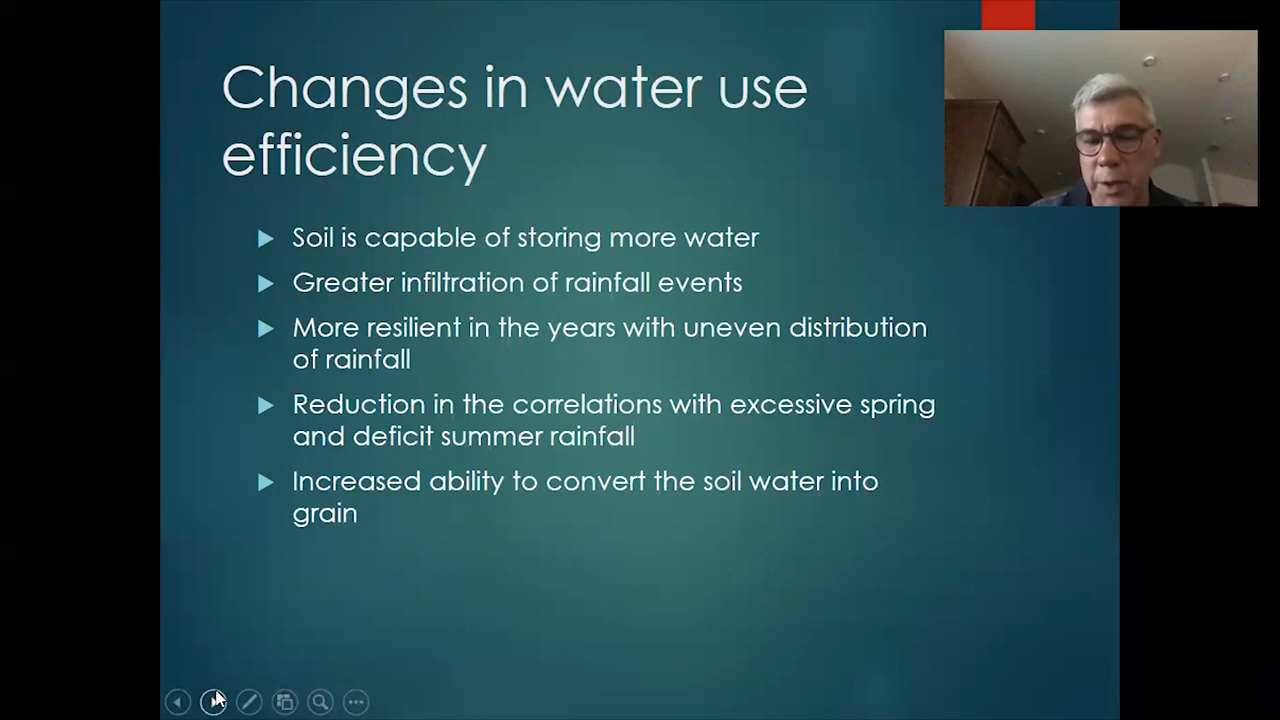 Changes in water use
efficiency
Soil is capable of storing more water
Greater infiltration of rainfall events
More resilient in the years with uneven distribution
of rainfall
Reduction in the correlations with excessive spring
and deficit summer rainfall
Increased ability to convert the soil water into
grain